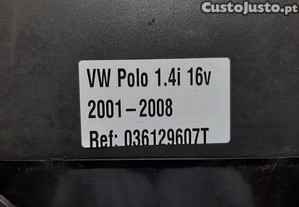 CustoJusto.pt
VW Polo 1.4i 16v
2001-2008
Ref: 036129607T